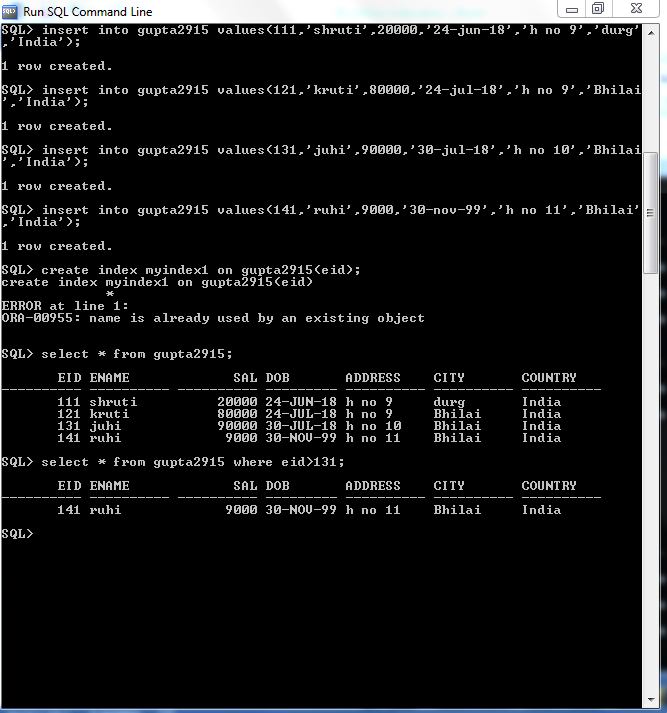 Run SQL Command Line
SQL> insert into gupta2915 values(111,'shruti',20000,'24-jun-18','h no 9','durg'
,'India');
1 row created.
SQL> insert into gupta2915 values(121,'kruti',80000,'24-jul-18','h no 9','Bhilai
','India');
1 row created.
SQL> insert into gupta2915 values(131,'juhi',90000,'30-jul-18','h no 10','Bhilai
','India');
1 row created.
SQL> insert into gupta2915 values(141,'ruhi',9000,'30-nov-99','h no 11','Bhilai'
,'India');
1 row created.
SQL> create index myindex1 on gupta2915(eid);
create index myindex1 on gupta2915(eid)
*
ERROR at line 1:
ORA-00955: name is already used by an existing object
SQL> select * from gupta2915;
EID ENAME SAL DOB ADDRESS CITY COUNTRY
---------- ---------- ---------- --------- ---------- ---------- ----------
111 shruti 20000 24-JUN-18 h no 9 durg India
121 kruti 80000 24-JUL-18 h no 9 Bhilai India
131 juhi 90000 30-JUL-18 h no 10 Bhilai India
141 ruhi 9000 30-NOV-99 h no 11 Bhilai India
SQL> select * from gupta2915 where eid>131;
EID ENAME SAL DOB ADDRESS CITY COUNTRY
---------- ---------- ---------- --------- ---------- ---------- ----------
141 ruhi 9000 30-NOV-99 h no 11 Bhilai India
SQL>